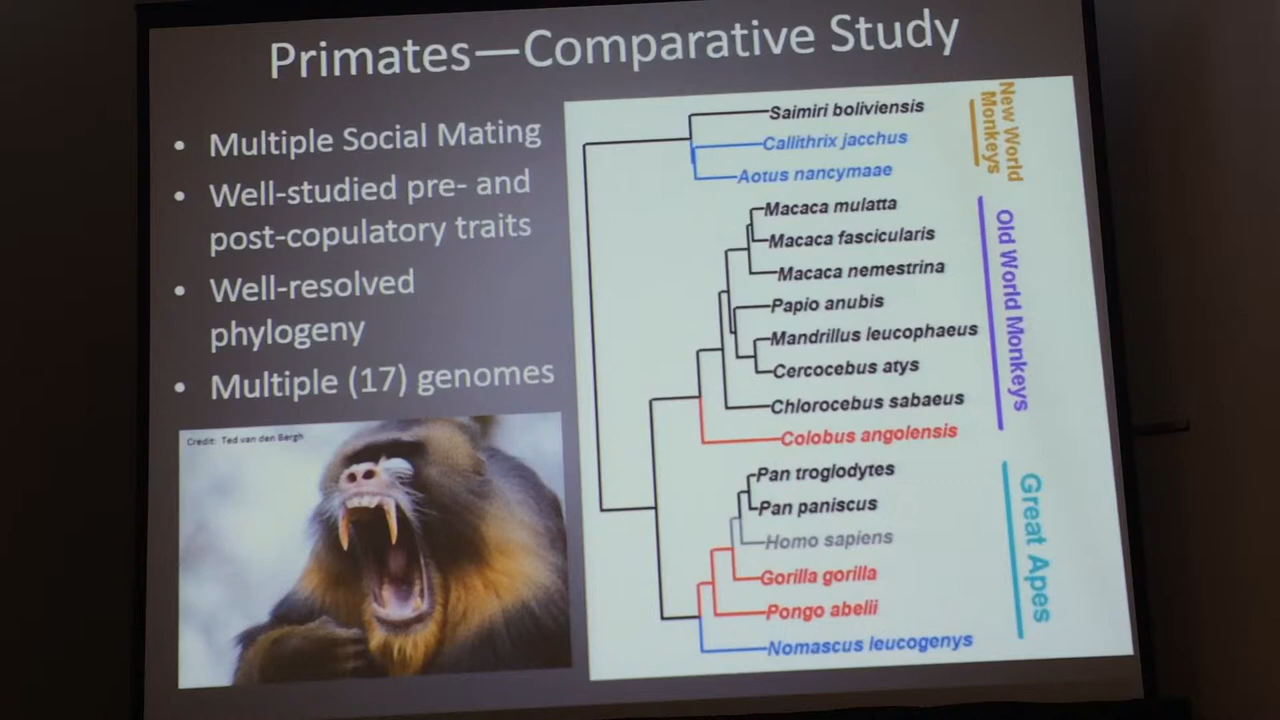 Primates—Comparative Study
• Multiple Social Mating
• Well-studied pre- and
post-copulatory traits
• Well-resolved
phylogeny
• Multiple (17) genomes
Credit: Ted van den Bergh
Saimiri boliviensis
Callithrix jacchus
Aotus nancymaae
Macaca mulatta
Macaca fascicularis
Macaca nemestrina
Papio anubis
Mandrillus leucophaeus
Cercocebus atys
Chlorocebus sabaeus
Colobus angolensis
Pan troglodytes
Pan paniscus
Homo sapiens
Gorilla gorilla
Pongo abelii
Nomascus leucogenys
New World
Monkeys
Old World Monkeys
Great Apes